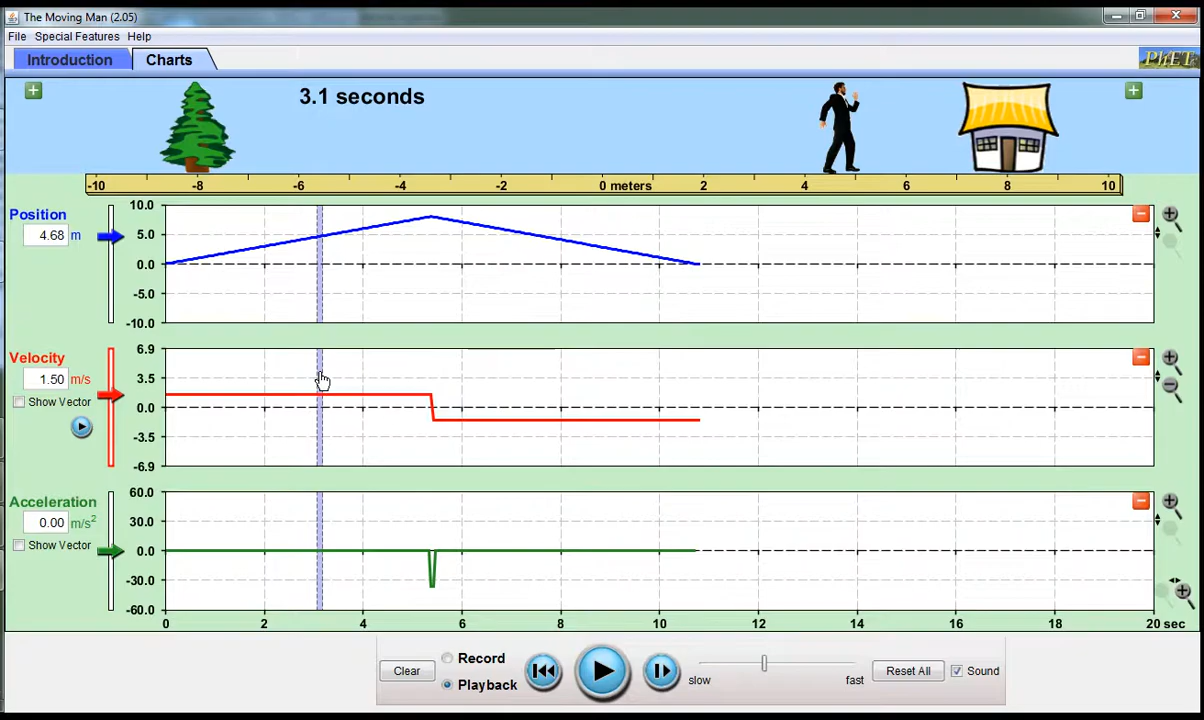 The Moving Man (2.05)
File Special Features Help
Introduction Charts PhET
3.1 seconds
-10 -8 -6 -4 -2 0 meters 2 4 6 8 10
Position
4.68 m
10.0
5.0
0.0
-5.0
-10.0
Velocity
1.50 m/s
Show Vector
6.9
3.5
0.0
-3.5
-6.9
Acceleration
0.00 m/s²
Show Vector
60.0
30.0
0.0
-30.0
-60.0
0 2 4 6 8 10 12 14 16 18 20 sec
Clear
Record
Playback
slow fast
Reset All
Sound